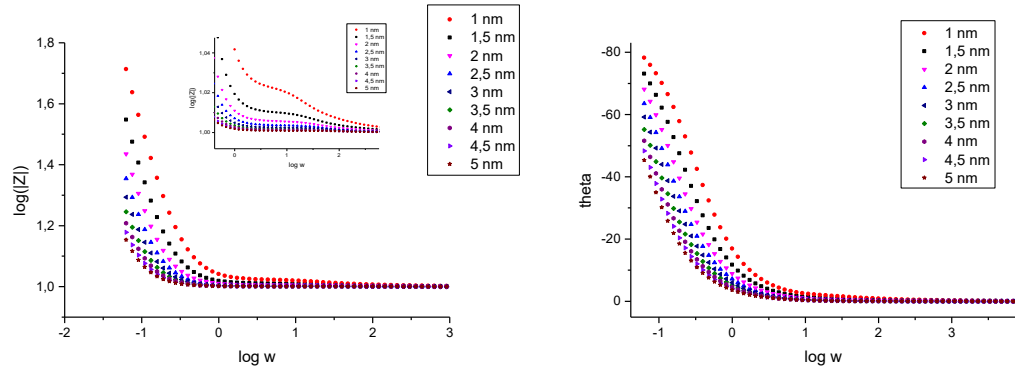 1,8
1,6
1,4
1,2
1,0
log(|Z|)
-2
-1
0
1
2
3
log w
1,04
1,02
1,00
log(|Z|)
0
1
2
log w
1 nm
1,5 nm
2 nm
2,5 nm
3 nm
3,5 nm
4 nm
4,5 nm
5 nm
1 nm
1,5 nm
2 nm
2,5 nm
3 nm
3,5 nm
4 nm
4,5 nm
5 nm
-80
-60
-40
-20
0
theta
-1
0
1
2
3
log w
1 nm
1,5 nm
2 nm
2,5 nm
3 nm
3,5 nm
4 nm
4,5 nm
5 nm